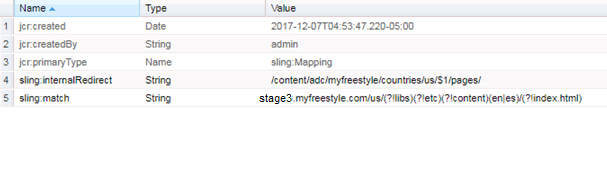 Name Type Value
1 jcr:created Date 2017-12-07T04:53:47.220-05:00
2 jcr:createdBy String admin
3 jcr:primaryType Name sling:Mapping
4 sling:internalRedirect String /content/adc/myfreestyle/countries/us/$1/pages/
5 sling:match String stage3.myfreestyle.com/us/(?!libs)(?!etc)(?!content)(en|es)/(?!index.html)